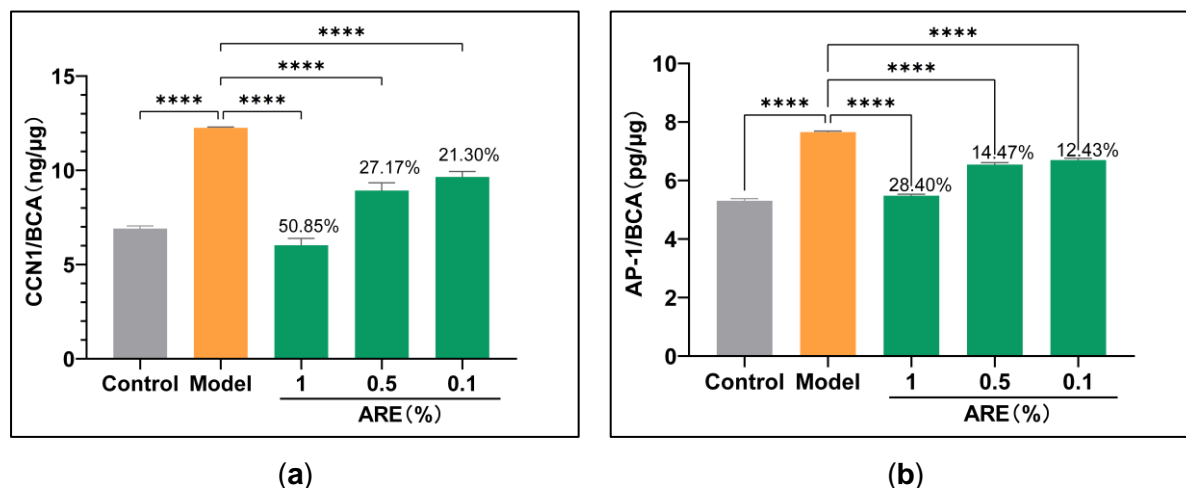 ****
****
**** ****
15
10
5
0
CCN1/BCA(ng/μg)
50.85%
27.17%
21.30%
Control Model 1 0.5 0.1
ARE(%)
(a)
****
****
**** ****
10
8
6
4
2
0
AP-1/BCA(pg/μg)
28.40%
14.47%
12.43%
Control Model 1 0.5 0.1
ARE(%)
(b)